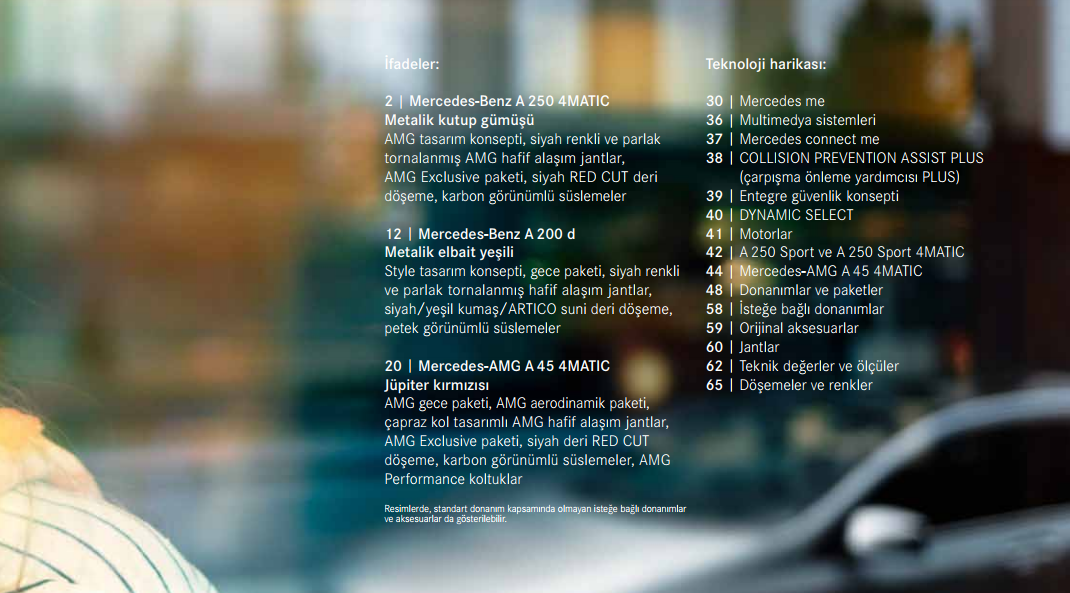 İfadeler:
2 | Mercedes-Benz A 250 4MATIC
Metalik kutup gümüşü
AMG tasarım konsepti, siyah renkli ve parlak
tornalanmış AMG hafif alaşım jantlar,
AMG Exclusive paketi, siyah RED CUT deri
döşeme, karbon görünümlü süslemeler
12 | Mercedes-Benz A 200 d
Metalik elbait yeşili
Style tasarım konsepti, gece paketi, siyah renkli
ve parlak tornalanmış hafif alaşım jantlar,
siyah/yeşil kumaş/ARTICO suni deri döşeme,
petek görünümlü süslemeler
20 | Mercedes-AMG A 45 4MATIC
Jüpiter kırmızısı
AMG gece paketi, AMG aerodinamik paketi,
çapraz kol tasarımlı AMG hafif alaşım jantlar,
AMG Exclusive paketi, siyah deri RED CUT
döşeme, karbon görünümlü süslemeler, AMG
Performance koltuklar
Resimlerde, standart donanım kapsamında olmayan isteğe bağlı donanımlar
ve aksesuarlar da gösterilebilir.
Teknoloji harikası:
30 | Mercedes me
36 | Multimedya sistemleri
37 | Mercedes connect me
38 | COLLISION PREVENTION ASSIST PLUS
(çarpışma önleme yardımcısı PLUS)
39 | Entegre güvenlik konsepti
40 | DYNAMIC SELECT
41 | Motorlar
42 | A 250 Sport ve A 250 Sport 4MATIC
44 | Mercedes-AMG A 45 4MATIC
48 | Donanımlar ve paketler
58 | İsteğe bağlı donanımlar
59 | Orijinal aksesuarlar
60 | Jantlar
62 | Teknik değerler ve ölçüler
65 | Döşemeler ve renkler